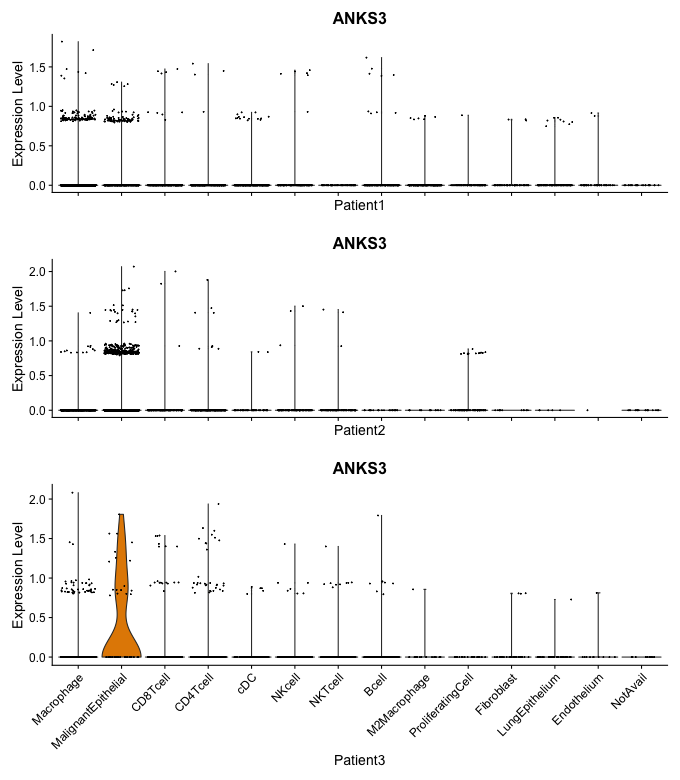 ANKS3
Expression Level
1.5
1.0
0.5
0.0
Patient1
ANKS3
Expression Level
2.0
1.5
1.0
0.5
0.0
Patient2
ANKS3
Expression Level
2.0
1.5
1.0
0.5
0.0
Macrophage
MalignantEpithelial
CD8Tcell
CD4Tcell
cDC
NKcell
NKTcell
Bcell
M2Macrophage
ProliferatingCell
Fibroblast
LungEpithelium
Endothelium
NotAvail
Patient3